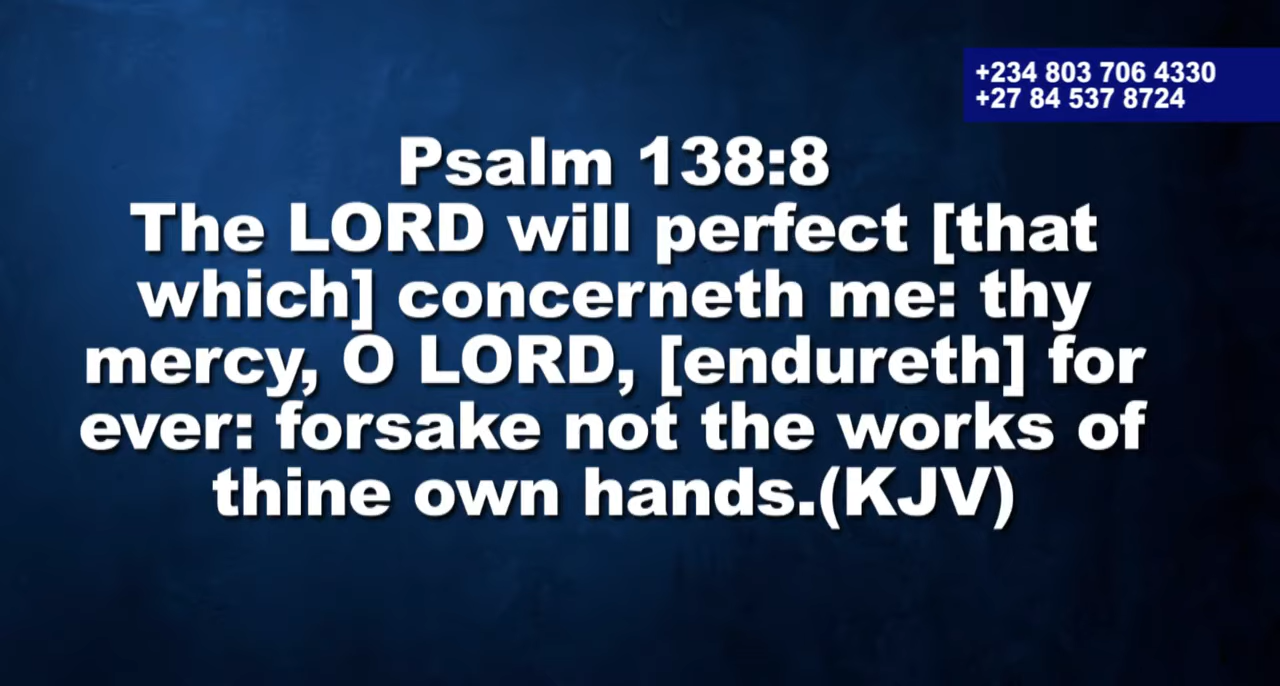 +234 803 706 4330
+27 84 537 8724
Psalm 138:8
The LORD will perfect [that
which] concerneth me: thy
mercy, O LORD, [endureth] for
ever: forsake not the works of
thine own hands.(KJV)